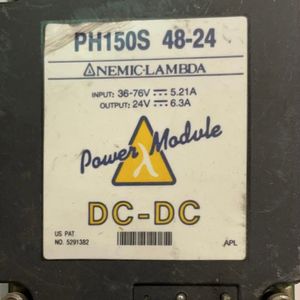 PH150S 48-24
NEMIC-LAMBDA
INPUT: 36-76V ⎓ 5.21A
OUTPUT: 24V ⎓ 6.3A
Power Module
λ
DC-DC
US PAT
NO. 5291382
APL